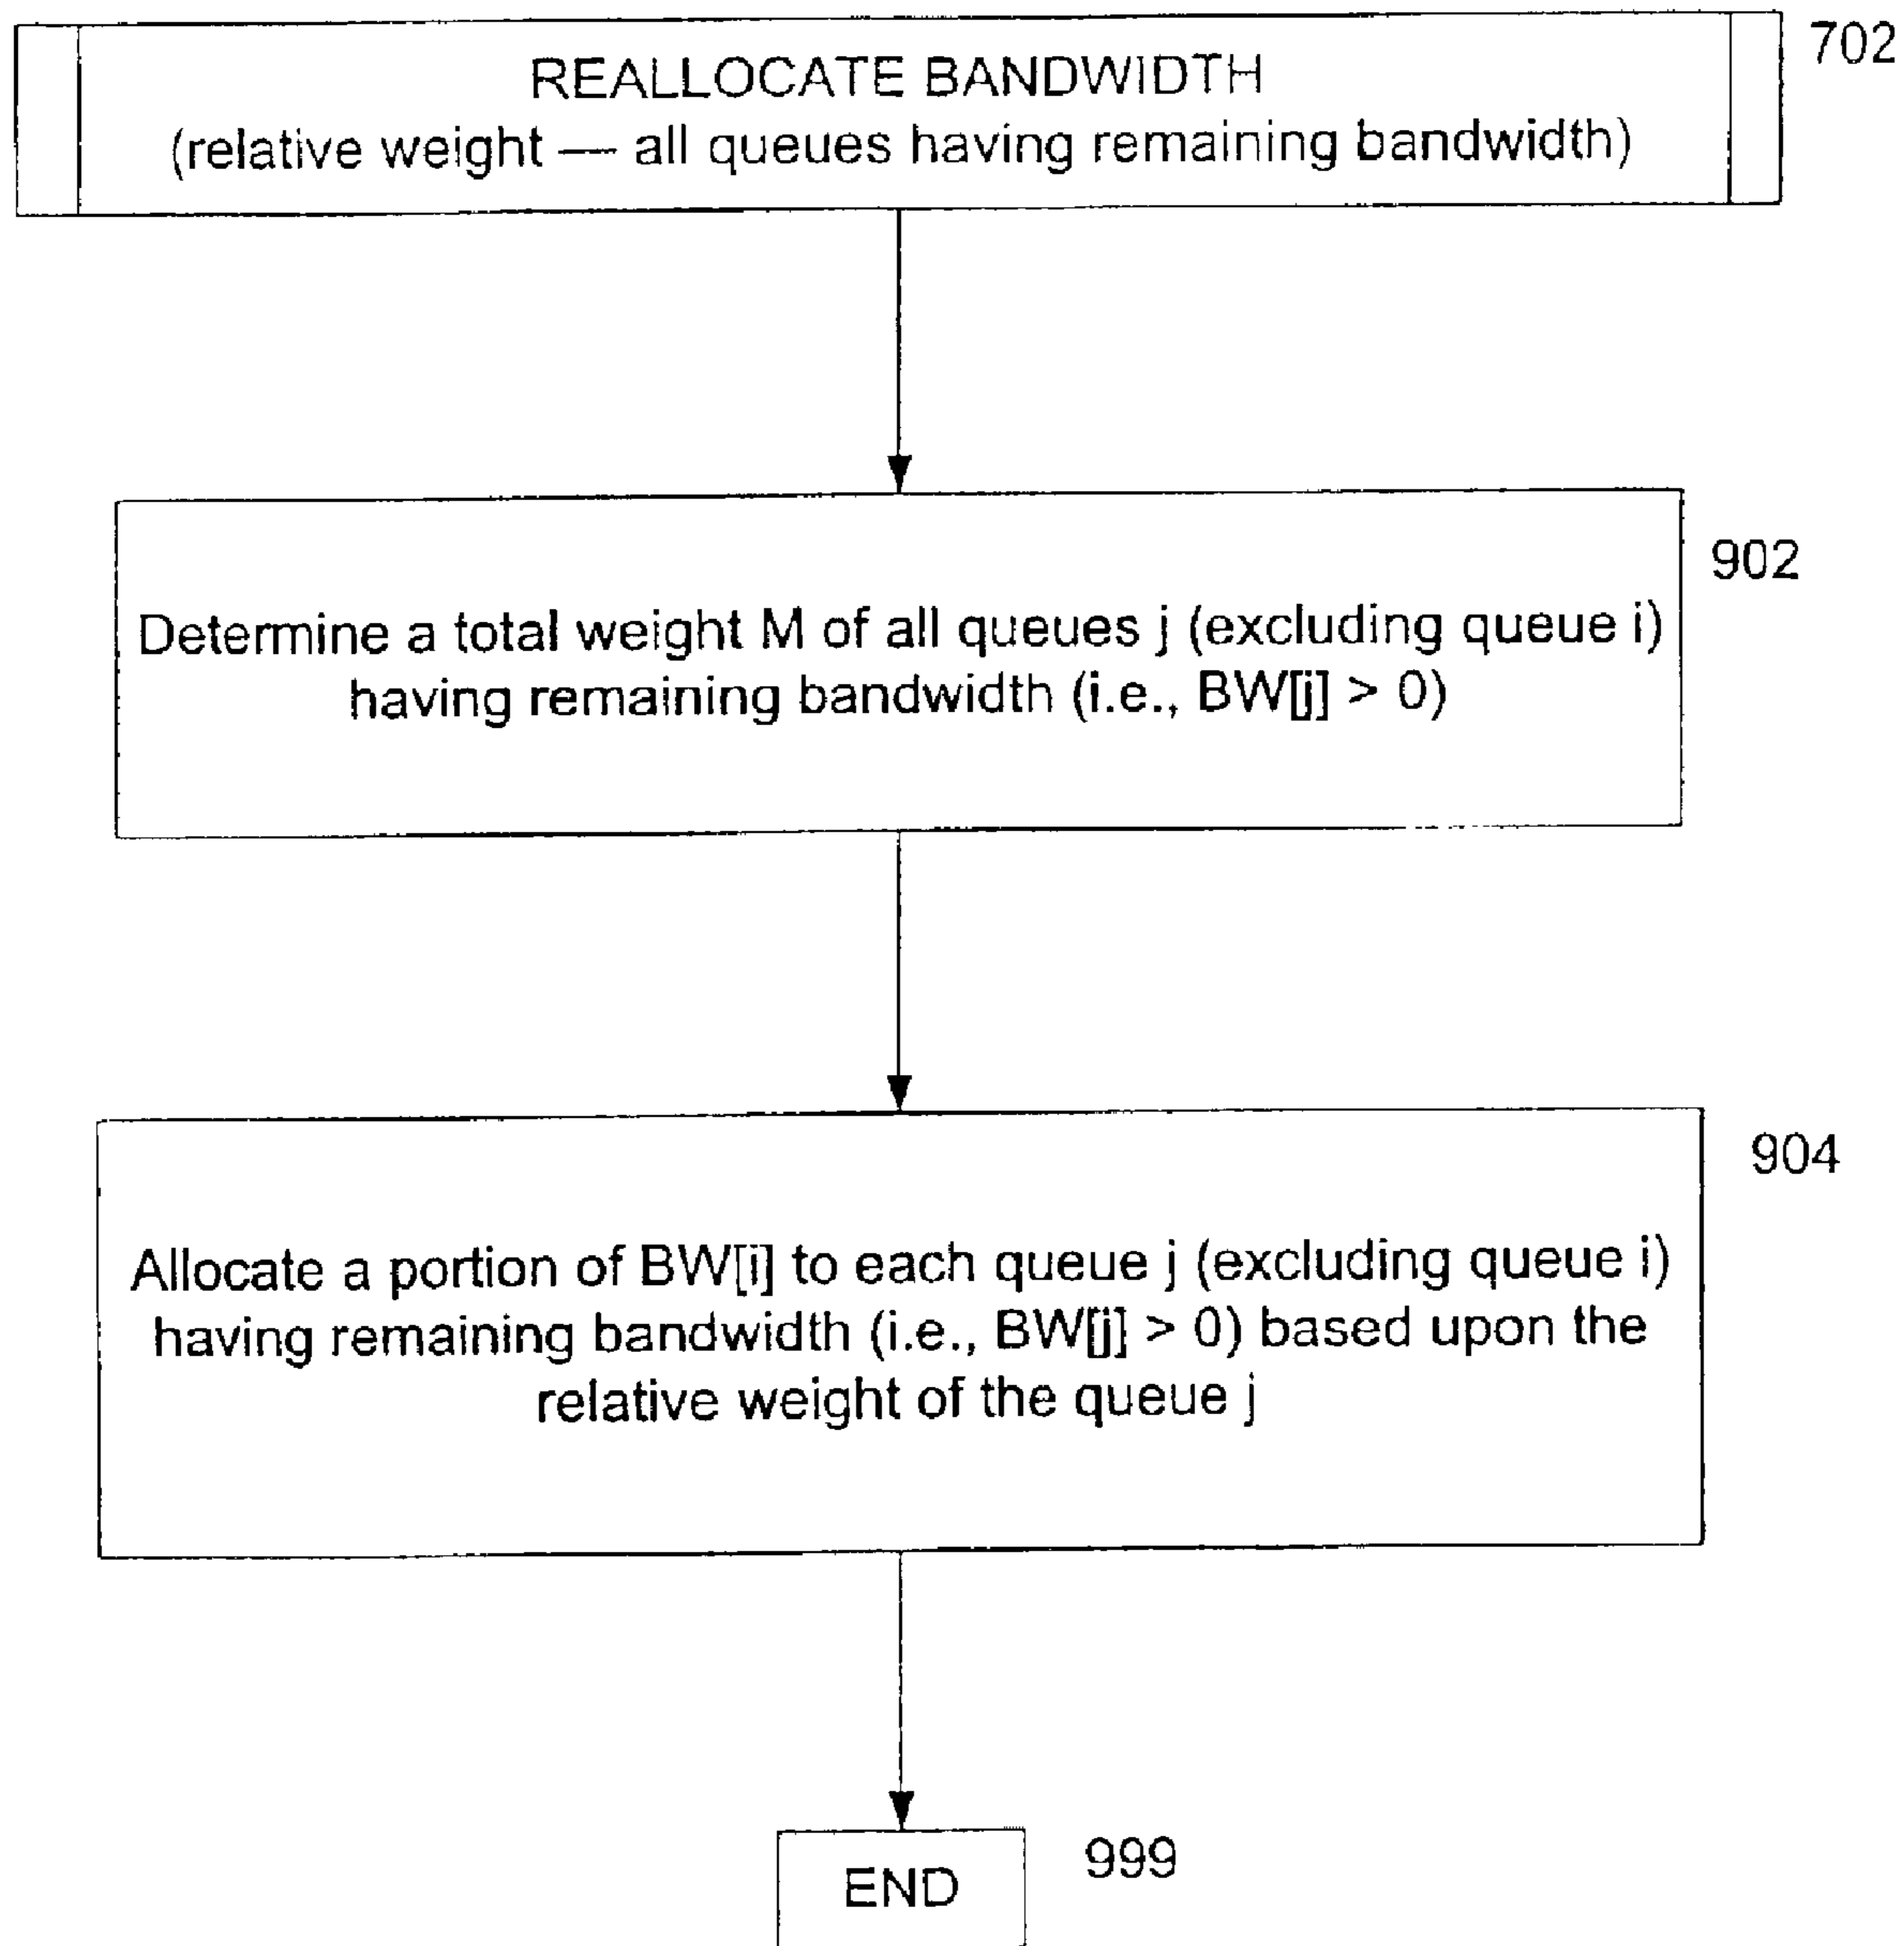 REALLOCATE BANDWIDTH
(relative weight — all queues having remaining bandwidth)
702
902
Determine a total weight M of all queues j (excluding queue i)
having remaining bandwidth (i.e., BW[j] > 0)
904
Allocate a portion of BW[i] to each queue j (excluding queue i)
having remaining bandwidth (i.e., BW[j] > 0) based upon the
relative weight of the queue j
999
END